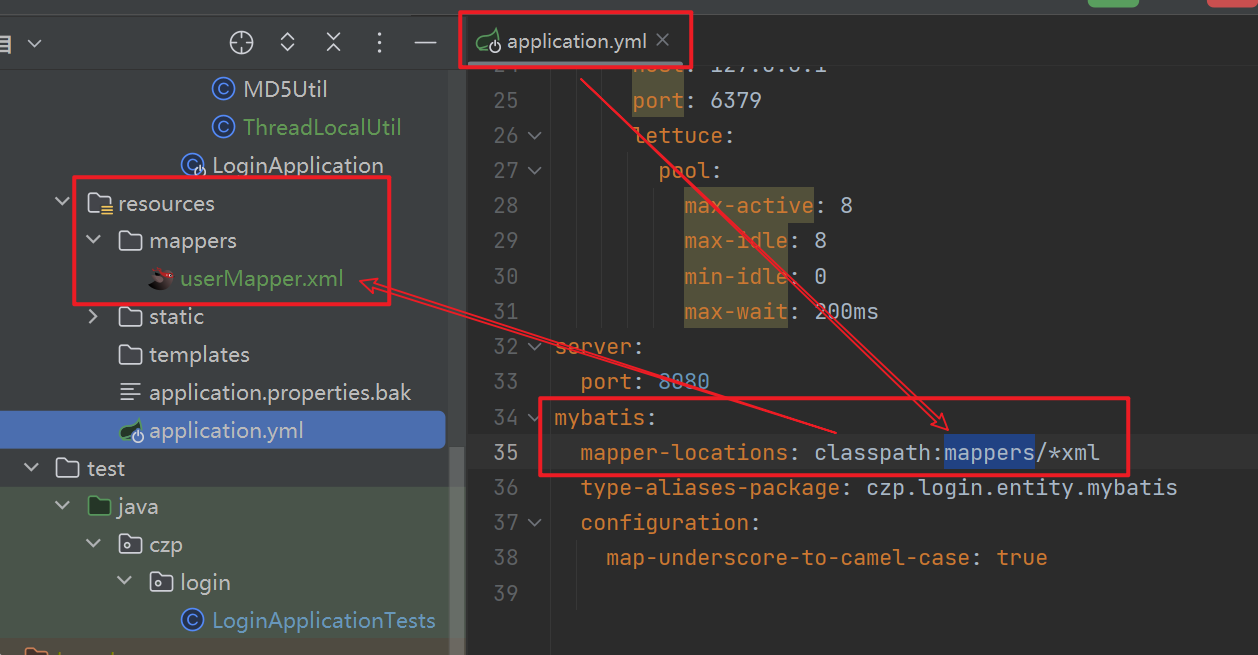 MD5Util
ThreadLocalUtil
LoginApplication
resources
mappers
userMapper.xml
static
templates
application.properties.bak
application.yml
test
java
czp
login
LoginApplicationTests
application.yml
24 host: 127.0.0.1
25 port: 6379
26 lettuce:
27 pool:
28 max-active: 8
29 max-idle: 8
30 min-idle: 0
31 max-wait: 200ms
32 server:
33 port: 8080
34 mybatis:
35 mapper-locations: classpath:mappers/*xml
36 type-aliases-package: czp.login.entity.mybatis
37 configuration:
38 map-underscore-to-camel-case: true
39